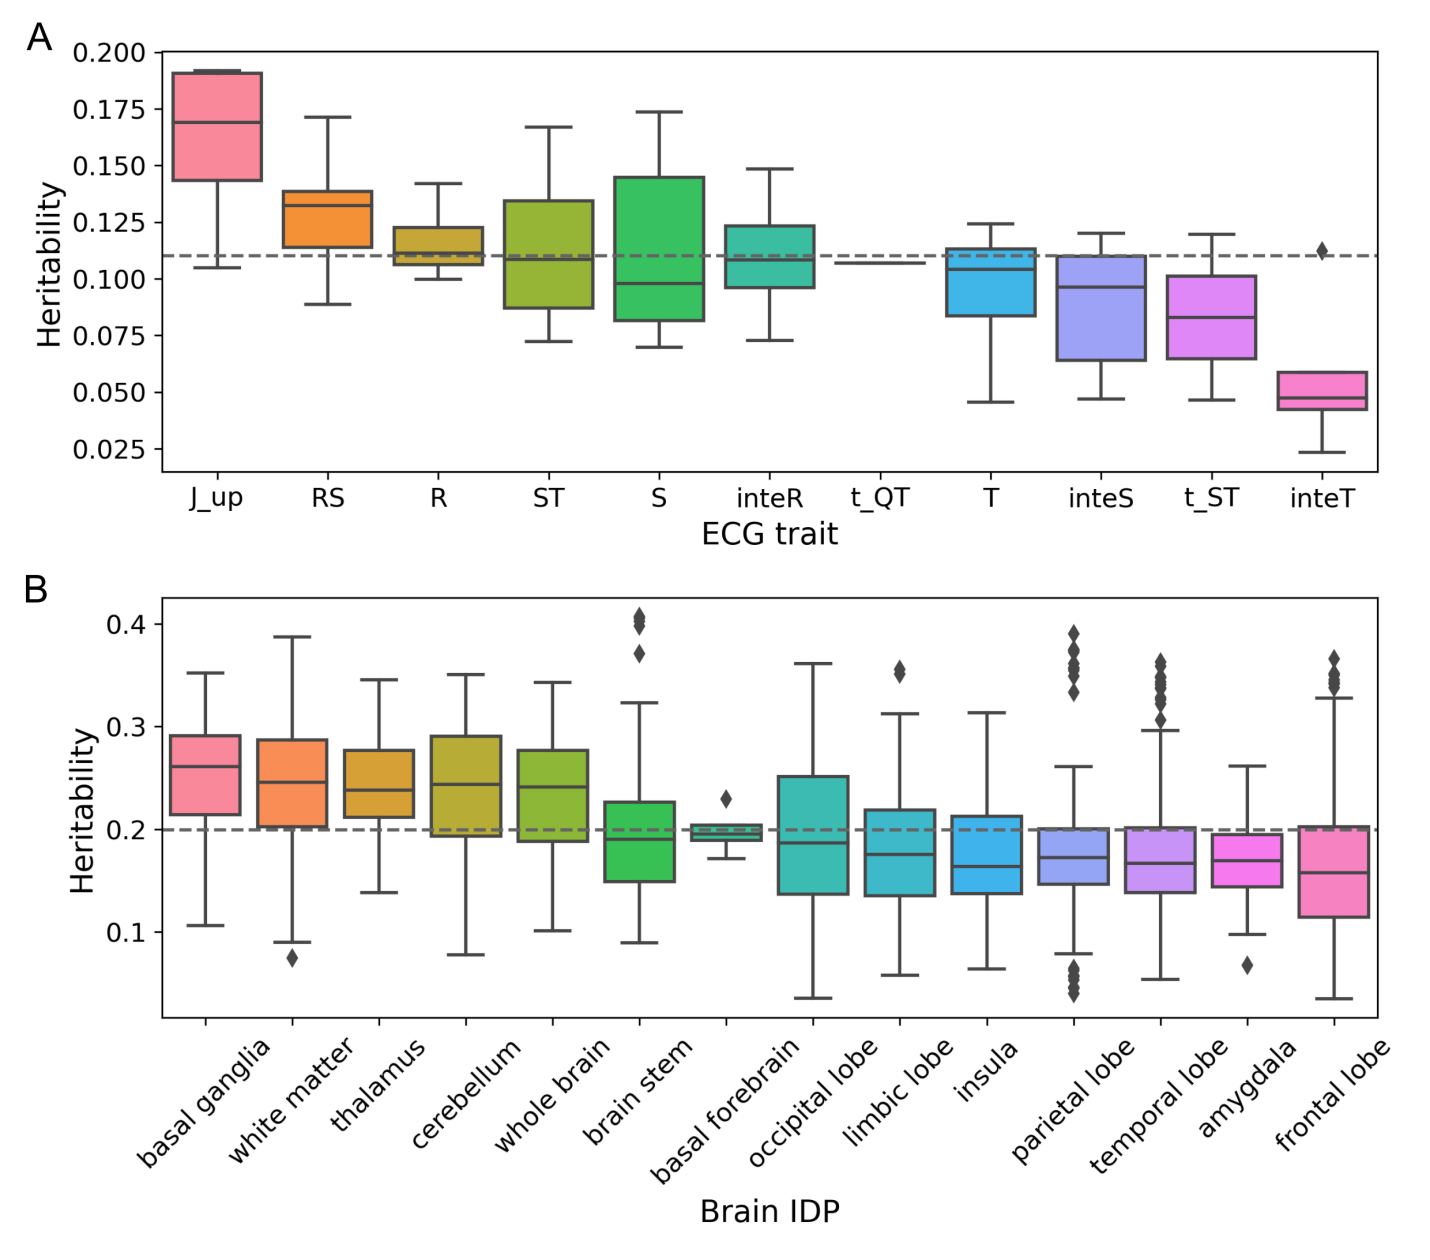 A
0.200
0.175
0.150
0.125
0.100
0.075
0.050
0.025
Heritability
J_up RS R ST S inteR t_QT T inteS t_ST inteT
ECG trait
B
0.4
0.3
0.2
0.1
Heritability
basal ganglia
white matter
thalamus
cerebellum
whole brain
brain stem
basal forebrain
occipital lobe
limbic lobe
insula
parietal lobe
temporal lobe
amygdala
frontal lobe
Brain IDP